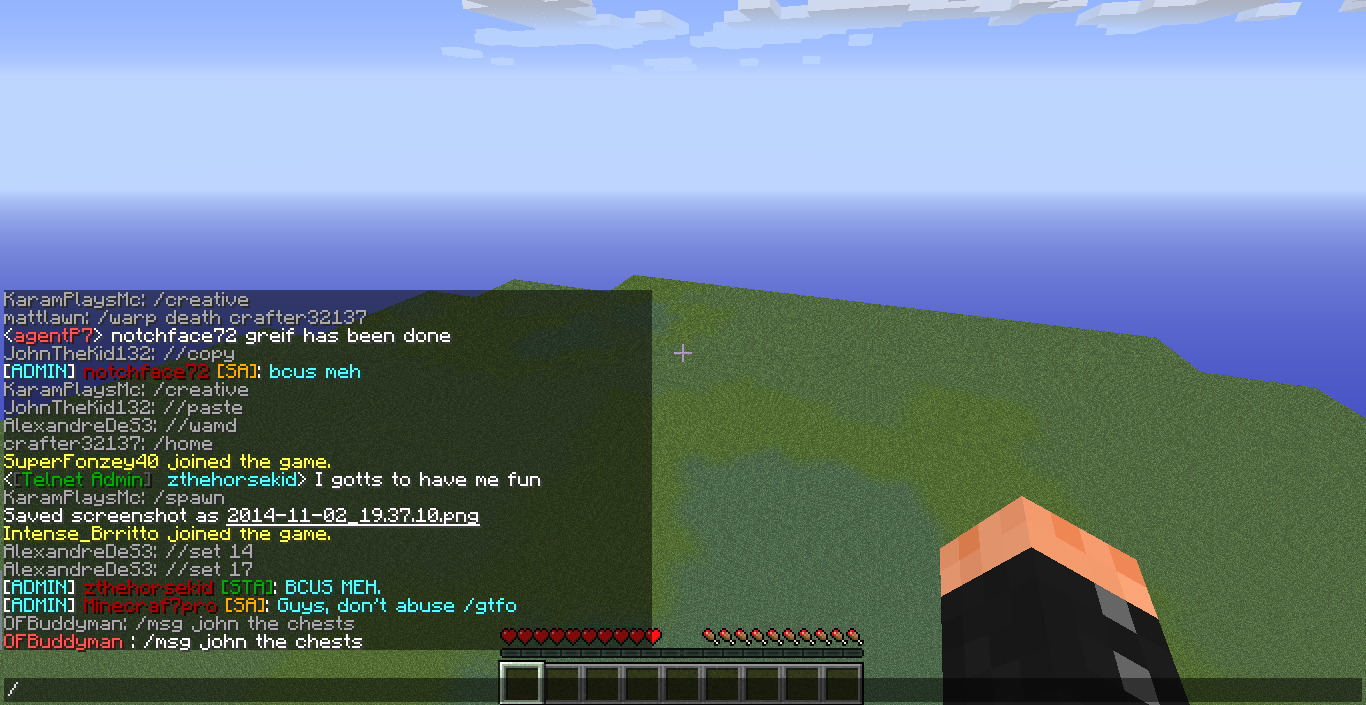 KaramPlaysMc: /creative
mattlawn: /warp death crafter32137
<agentP7> notchface72 greif has been done
JohnTheKid132: //copy
[ADMIN] notchface72 [SA]: bcus meh
KaramPlaysMc: /creative
JohnTheKid132: //paste
AlexandreDe53: //wamd
crafter32137: /home
SuperFonzey40 joined the game.
<[Telnet Admin] zthehorsekid> I gotts to have me fun
KaramPlaysMc: /spawn
Saved screenshot as 2014-11-02_19.37.10.png
Intense_Brritto joined the game.
AlexandreDe53: //set 14
AlexandreDe53: //set 17
[ADMIN] zthehorsekid [STA]: BCUS MEH.
[ADMIN] Minecraf7pro [SA]: Guys, don't abuse /gtfo
OFBuddyman: /msg john the chests
OFBuddyman : /msg john the chests
/